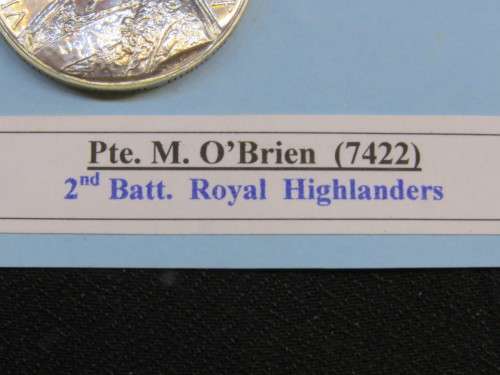 Pte. M. O'Brien (7422)
2nd Batt. Royal Highlanders